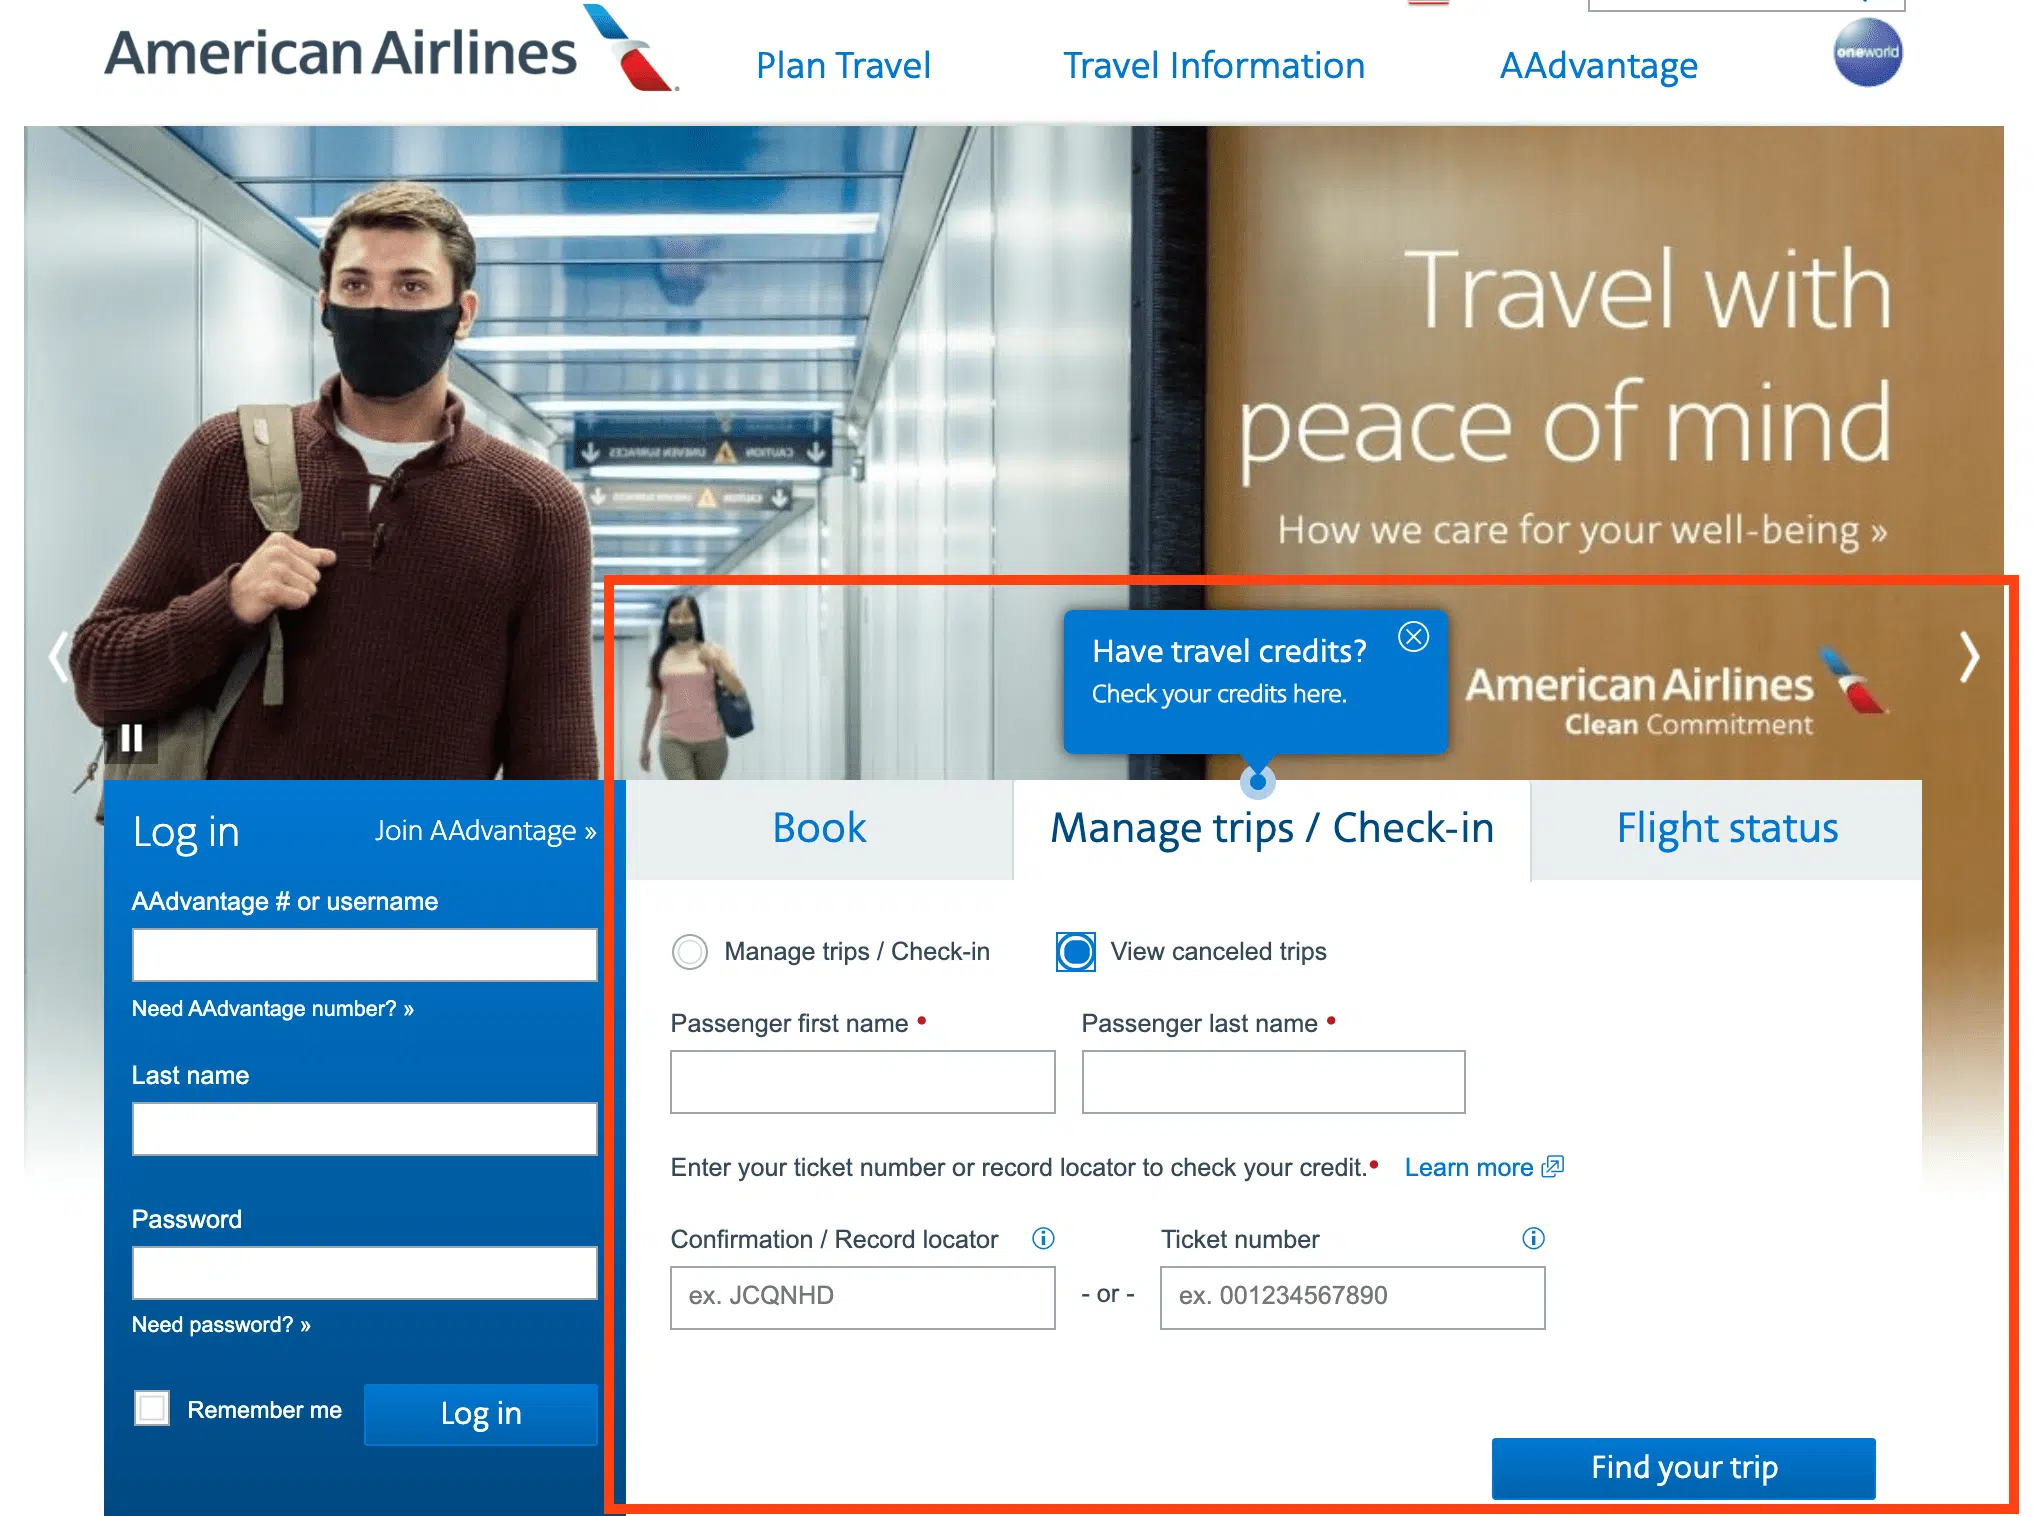 American Airlines
Plan Travel
Travel Information
AAdvantage
oneworld
Travel with
peace of mind
How we care for your well-being »
CAUTION
UNEVEN SURFACES
Have travel credits?
Check your credits here.
American Airlines
Clean Commitment
Log in
Join AAdvantage »
AAdvantage # or username
Need AAdvantage number? »
Last name
Password
Need password? »
Remember me
Log in
Book
Manage trips / Check-in
Flight status
Manage trips / Check-in
View canceled trips
Passenger first name •
Passenger last name •
Enter your ticket number or record locator to check your credit.•
Learn more
Confirmation / Record locator
Ticket number
ex. JCQNHD
- or -
ex. 001234567890
Find your trip